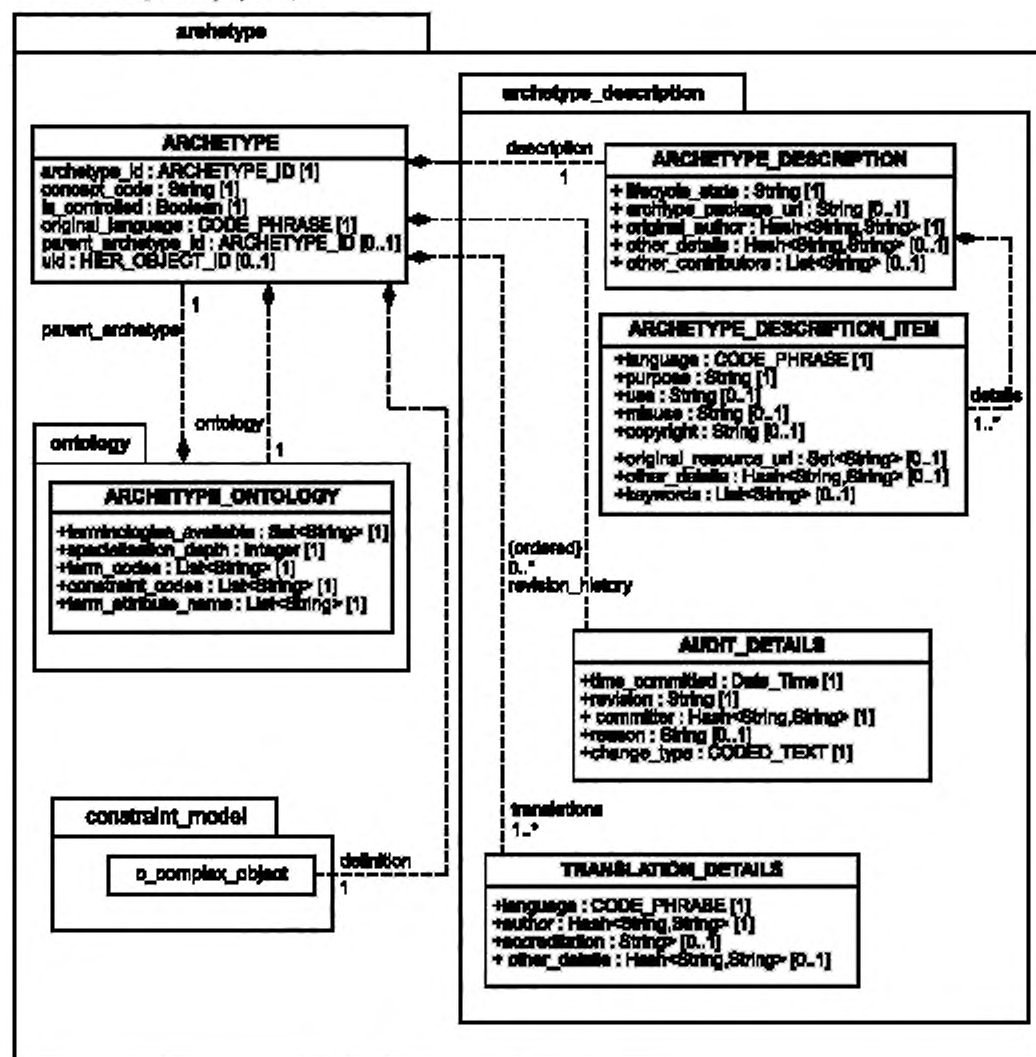 archetype
archetype_description
ARCHETYPE
archetype_id : ARCHETYPE_ID [1]
concept_code : String [1]
is_controlled : Boolean [1]
original_language : CODE_PHRASE [1]
parent_archetype_id : ARCHETYPE_ID [0..1]
uid : HIER_OBJECT_ID [0..1]
description
1
ARCHETYPE_DESCRIPTION
+ lifecycle_state : String [1]
+ archtype_package_uri : String [0..1]
+ original_author : Hash<String,String> [1]
+ other_details : Hash<String,String> [0..1]
+ other_contributors : List<String> [0..1]
parent_archetype
1
1
ontology
1
ARCHETYPE_DESCRIPTION_ITEM
+language : CODE_PHRASE [1]
+purpose : String [1]
+use : String [0..1]
+misuse : String [0..1]
+copyright : String [0..1]
+original_resource_uri : Set<String> [0..1]
+other_details : Hash<String,String> [0..1]
+keywords : List<String> [0..1]
details
1..*
ontology
ARCHETYPE_ONTOLOGY
+terminologies_available : Set<String> [1]
+specialisation_depth : Integer [1]
+term_codes : List<String> [1]
+constraint_codes : List<String> [1]
+term_attribute_name : List<String> [1]
{ordered}
0..*
revision_history
AUDIT_DETAILS
+time_committed : Date_Time [1]
+revision : String [1]
+ committer : Hash<String,String> [1]
+reason : String [0..1]
+change_type : CODED_TEXT [1]
constraint_model
c_complex_object
definition
1
translations
1..*
TRANSLATION_DETAILS
+language : CODE_PHRASE [1]
+author : Hash<String,String> [1]
+accreditation : String> [0..1]
+ other_details : Hash<String,String> [0..1]